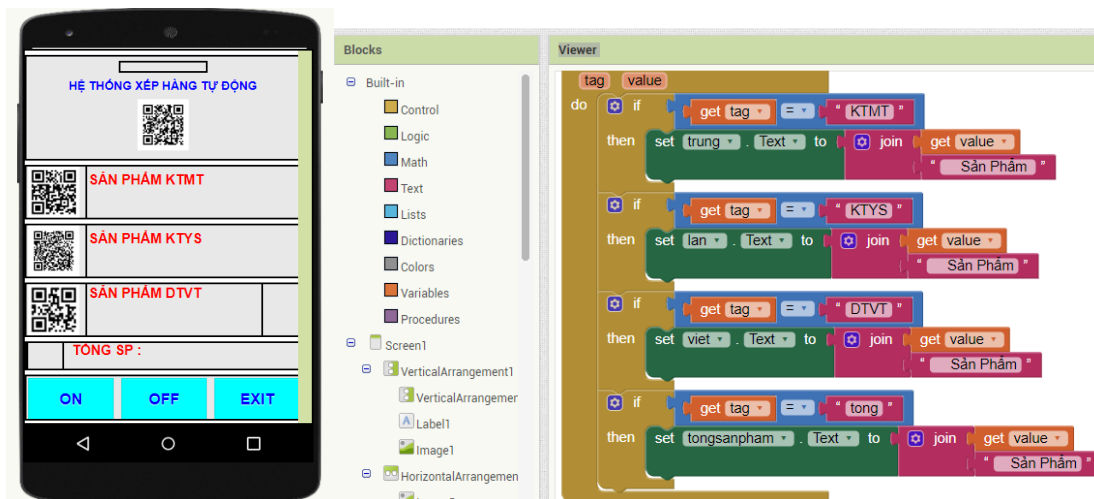 HỆ THỐNG XẾP HÀNG TỰ ĐỘNG
SẢN PHẨM KTMT
SẢN PHẨM KTYS
SẢN PHẨM DTVT
TỔNG SP :
ON OFF EXIT
Blocks
Built-in
Control
Logic
Math
Text
Lists
Dictionaries
Colors
Variables
Procedures
Screen1
VerticalArrangement1
VerticalArrangemer
Label1
Image1
HorizontalArrangemen
Viewer
tag value
do if get tag = " KTMT "
then set trung . Text to join get value
" Sản Phẩm "
if get tag = " KTYS "
then set lan . Text to join get value
" Sản Phẩm "
if get tag = " DTVT "
then set viet . Text to join get value
" Sản Phẩm "
if get tag = " tong "
then set tongsanpham . Text to join get value
" Sản Phẩm "